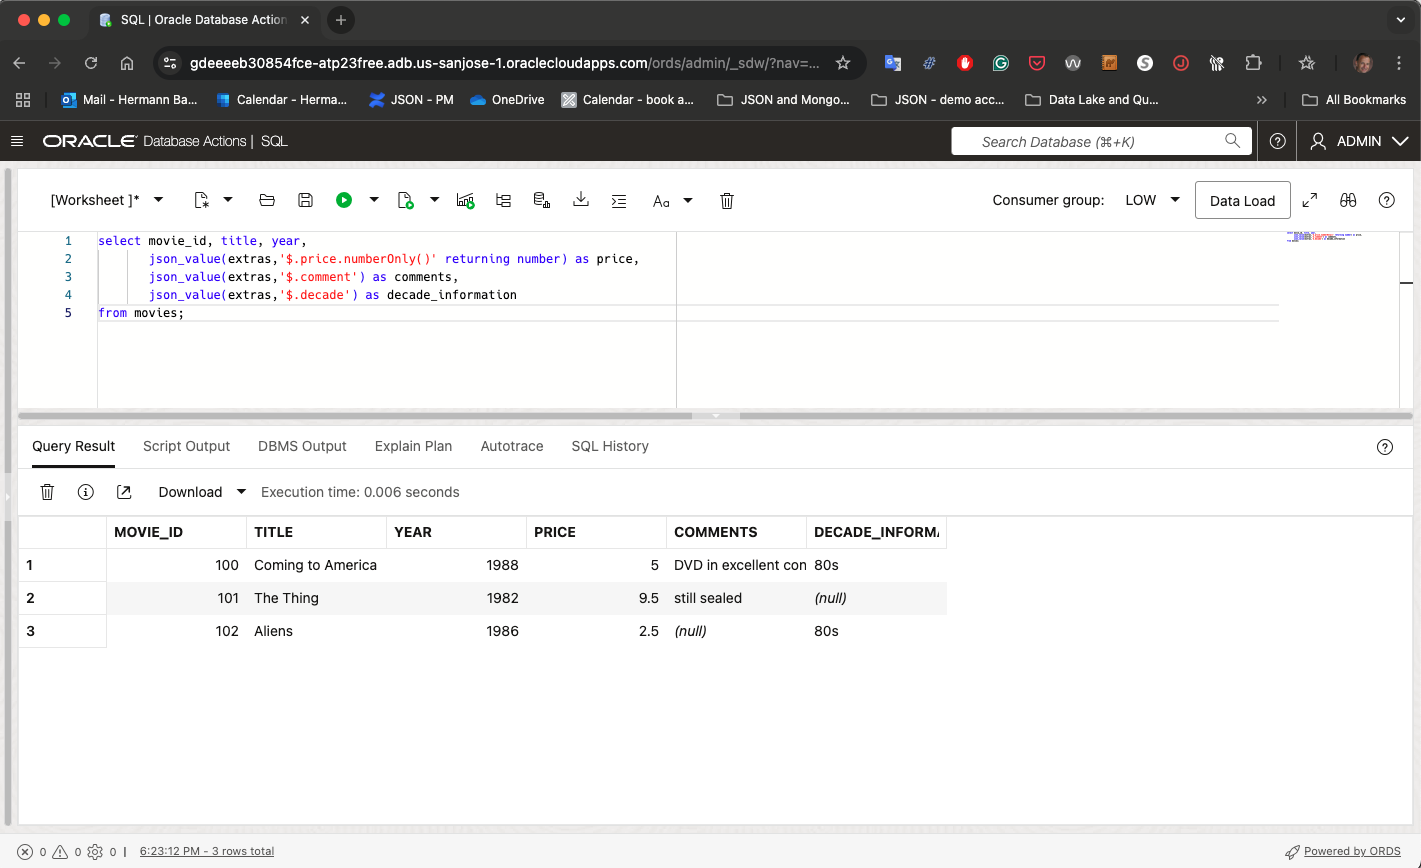 SQL | Oracle Database Action
gdeeeeb30854fce-atp23free.adb.us-sanjose-1.oraclecloudapps.com/ords/admin/_sdw/?nav=...
Mail - Hermann Ba... Calendar - Herma... JSON - PM OneDrive Calendar - book a... JSON and Mongo... JSON - demo acc... Data Lake and Qu... » All Bookmarks
ORACLE Database Actions | SQL Search Database (⌘+K) ADMIN
[Worksheet ]* Aa Consumer group: LOW Data Load
1 select movie_id, title, year,
2 json_value(extras,'$.price.numberOnly()' returning number) as price,
3 json_value(extras,'$.comment') as comments,
4 json_value(extras,'$.decade') as decade_information
5 from movies;
Query Result Script Output DBMS Output Explain Plan Autotrace SQL History
Download Execution time: 0.006 seconds
MOVIE_ID TITLE YEAR PRICE COMMENTS DECADE_INFORMA
1 100 Coming to America 1988 5 DVD in excellent con 80s
2 101 The Thing 1982 9.5 still sealed (null)
3 102 Aliens 1986 2.5 (null) 80s
0 0 0 | 6:23:12 PM - 3 rows total Powered by ORDS